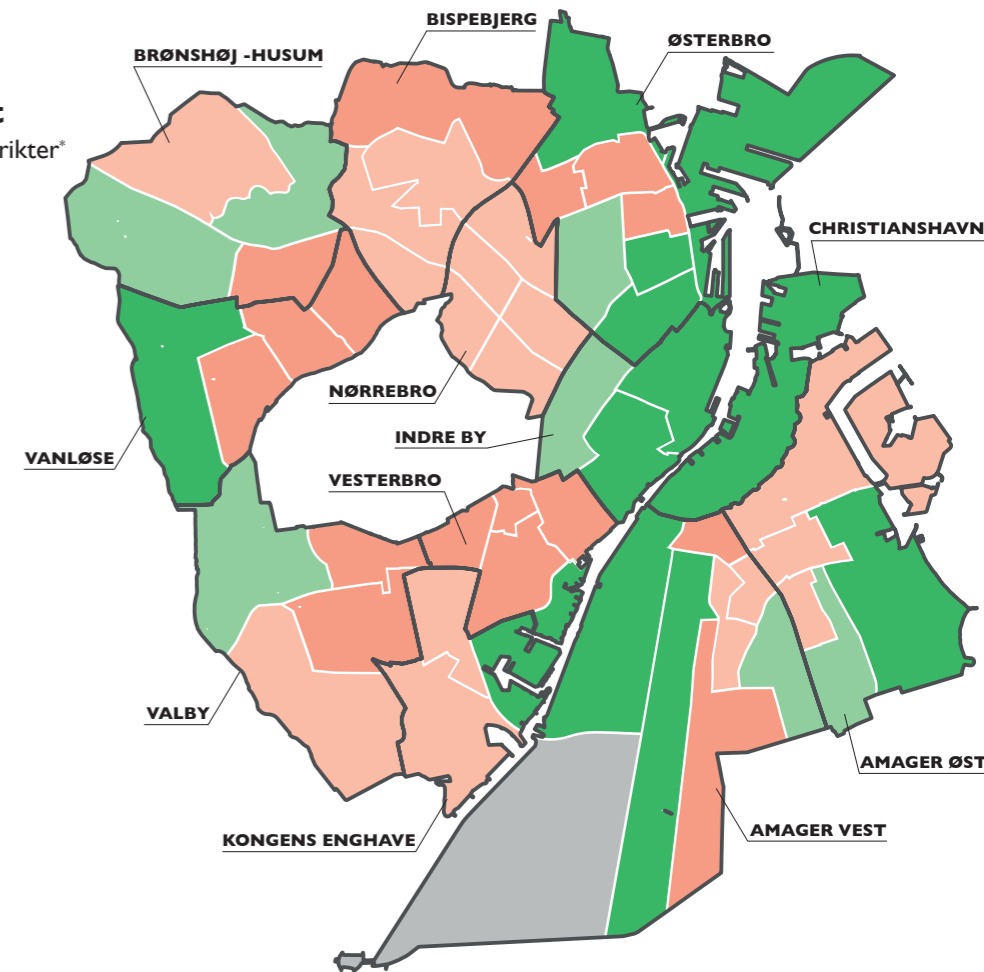 BISPEBJERG
ØSTERBRO
BRØNSHØJ -HUSUM
rikter*
CHRISTIANSHAVN
NØRREBRO
INDRE BY
VANLØSE
VESTERBRO
VALBY
AMAGER ØST
AMAGER VEST
KONGENS ENGHAVE